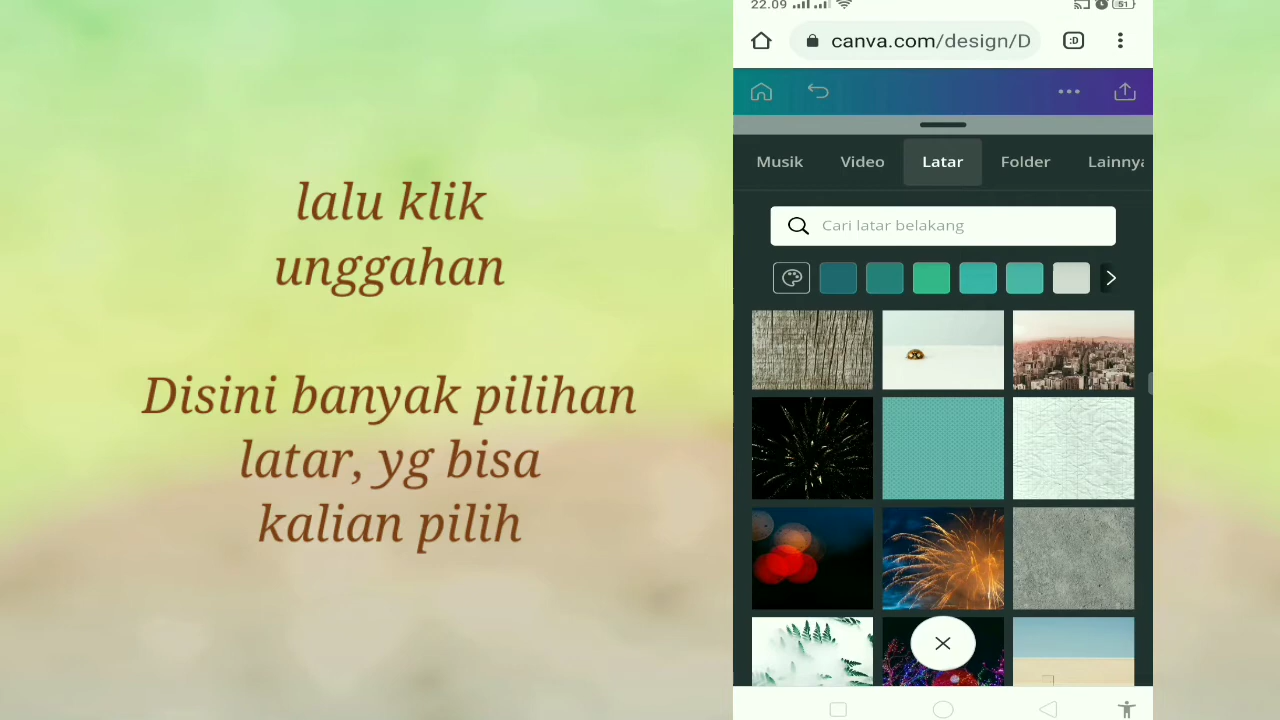 lalu klik
unggahan
Disini banyak pilihan
latar, yg bisa
kalian pilih
22.09
51
canva.com/design/D
:D
Musik Video Latar Folder Lainnya
Cari latar belakang